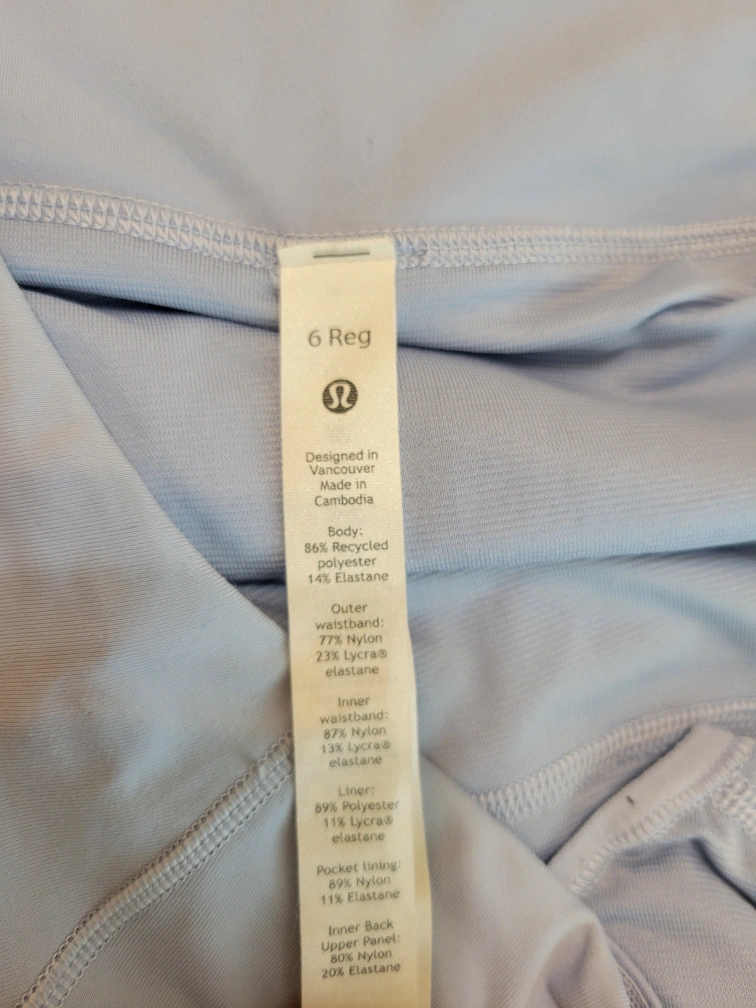 6 Reg
Designed in
Vancouver
Made in
Cambodia
Body:
86% Recycled
polyester
14% Elastane
Outer
waistband:
77% Nylon
23% Lycra®
elastane
Inner
waistband:
87% Nylon
13% Lycra®
elastane
Liner:
89% Polyester
11% Lycra®
elastane
Pocket lining:
89% Nylon
11% Elastane
Inner Back
Upper Panel:
80% Nylon
20% Elastane